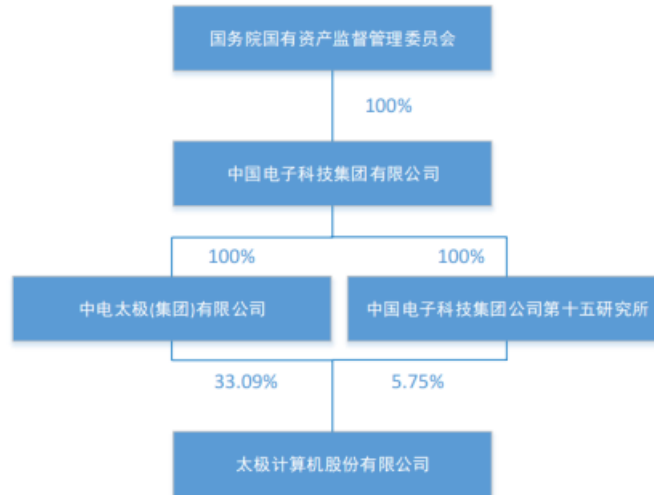 国务院国有资产监督管理委员会
100%
中国电子科技集团有限公司
100%
100%
中电太极(集团)有限公司
中国电子科技集团公司第十五研究所
33.09%
5.75%
太极计算机股份有限公司